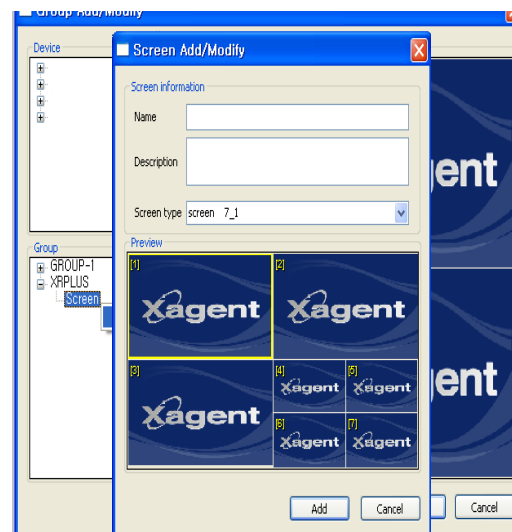 Group Add/Modify
Device
Screen Add/Modify
Screen information
Name
Description
Screen type
screen 7_1
Preview
[1]
Xagent
[2]
Xagent
[3]
Xagent
[4]
Xagent
[5]
Xagent
[6]
Xagent
[7]
Xagent
Add
Cancel
Group
GROUP-1
XRPLUS
Screen
gent
gent
Cancel